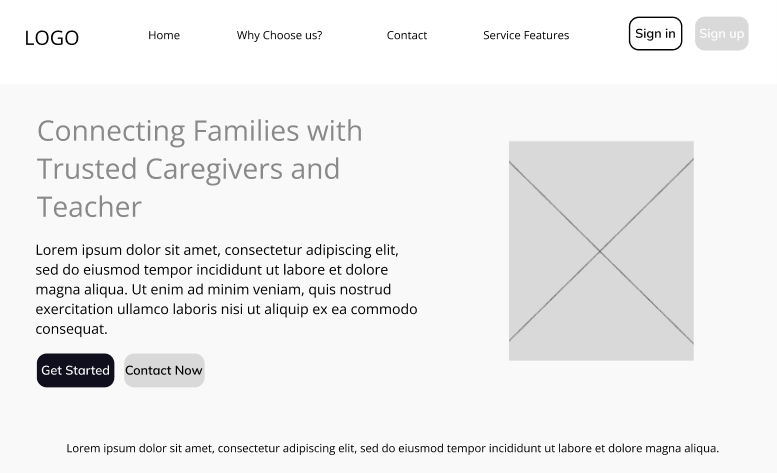 LOGO
Home
Why Choose us?
Contact
Service Features
Sign in
Sign up
Connecting Families with
Trusted Caregivers and
Teacher
Lorem ipsum dolor sit amet, consectetur adipiscing elit,
sed do eiusmod tempor incididunt ut labore et dolore
magna aliqua. Ut enim ad minim veniam, quis nostrud
exercitation ullamco laboris nisi ut aliquip ex ea commodo
consequat.
Get Started
Contact Now
Lorem ipsum dolor sit amet, consectetur adipiscing elit, sed do eiusmod tempor incididunt ut labore et dolore magna aliqua.